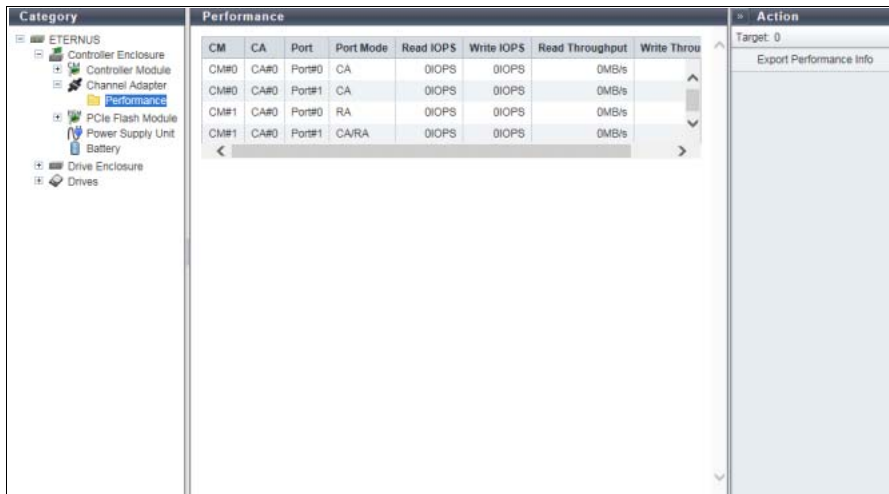 Category
ETERNUS
Controller Enclosure
Controller Module
Channel Adapter
Performance
PCIe Flash Module
Power Supply Unit
Battery
Drive Enclosure
Drives
Performance
CM CA Port Port Mode Read IOPS Write IOPS Read Throughput Write Throu
CM#0 CA#0 Port#0 CA 0IOPS 0IOPS 0MB/s
CM#0 CA#0 Port#1 CA 0IOPS 0IOPS 0MB/s
CM#1 CA#0 Port#0 RA 0IOPS 0IOPS 0MB/s
CM#1 CA#0 Port#1 CA/RA 0IOPS 0IOPS 0MB/s
» Action
Target: 0
Export Performance Info